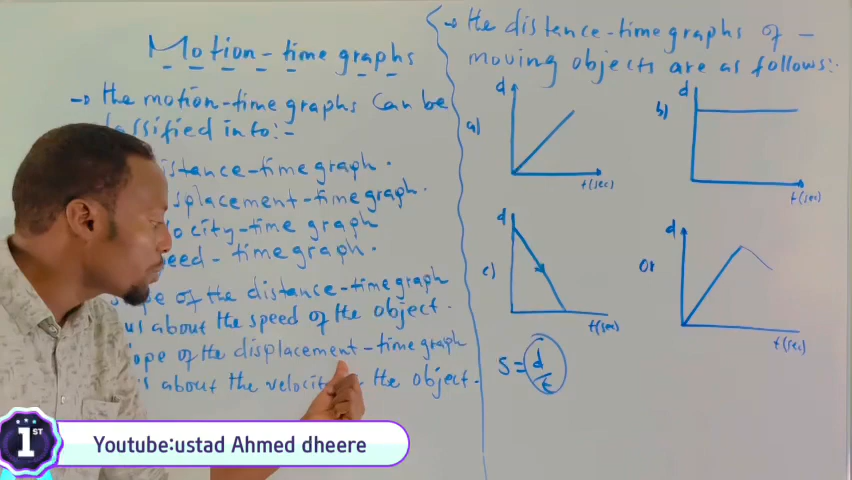 Motion-time graphs
→ the motion-time graphs can be
classified into:-
distance-time graph.
displacement-time graph.
velocity-time graph
speed-time graph.
slope of the distance-time graph
us about the speed of the object.
slope of the displacement-time graph
us about the velocity the object.
→ the distance-time graphs of -
moving objects are as follows:-
a)
d
t(sec)
b)
d
t(sec)
c)
d
t(sec)
Or
d
t(sec)
S = d/t
1ST
Youtube:ustad Ahmed dheere